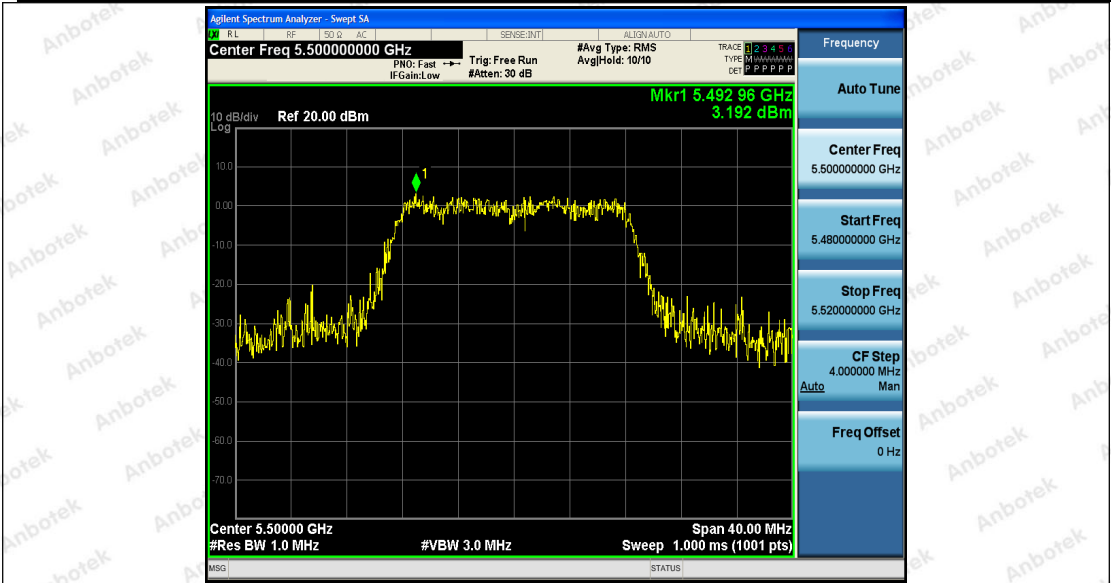 Agilent Spectrum Analyzer - Swept SA
RL RF 50 Ω AC SENSE:INT ALIGNAUTO
Center Freq 5.500000000 GHz
PNO: Fast
IFGain:Low
Trig: Free Run
#Atten: 30 dB
#Avg Type: RMS
Avg|Hold: 10/10
TRACE 1 2 3 4 5 6
TYPE M
DET P P P P P P
Mkr1 5.492 96 GHz
3.192 dBm
10 dB/div Ref 20.00 dBm
Log
10.0
0.00
-10.0
-20.0
-30.0
-40.0
-50.0
-60.0
-70.0
1
Center 5.50000 GHz Span 40.00 MHz
#Res BW 1.0 MHz #VBW 3.0 MHz Sweep 1.000 ms (1001 pts)
MSG STATUS
Frequency
Auto Tune
Center Freq
5.500000000 GHz
Start Freq
5.480000000 GHz
Stop Freq
5.520000000 GHz
CF Step
4.000000 MHz
Auto Man
Freq Offset
0 Hz
Anbotek